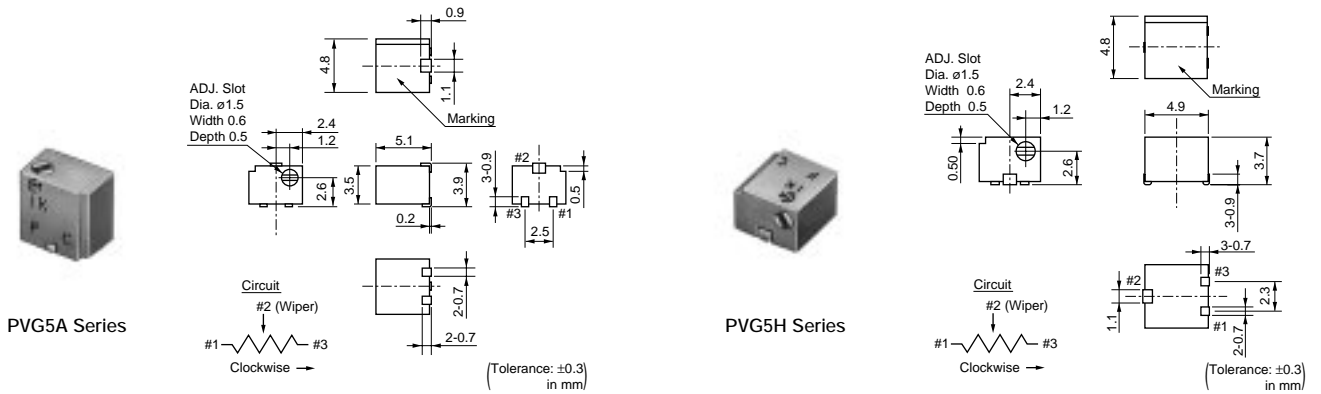 0.9
4.8
1.1
Marking
ADJ. Slot
Dia. ø1.5
Width 0.6
Depth 0.5
2.4
1.2
2.6
5.1
3.5
3.9
0.2
#2
3-0.9
0.5
#3
#1
2.5
2-0.7
2-0.7
Circuit
#2 (Wiper)
#1
#3
Clockwise →
PVG5A Series
(Tolerance: ±0.3
in mm)
4.8
Marking
ADJ. Slot
Dia. ø1.5
Width 0.6
Depth 0.5
2.4
1.2
0.50
2.6
4.9
3.7
3-0.9
3-0.7
#2
#3
1.1
2.3
#1
2-0.7
Circuit
#2 (Wiper)
#1
#3
Clockwise →
PVG5H Series
(Tolerance: ±0.3
in mm)